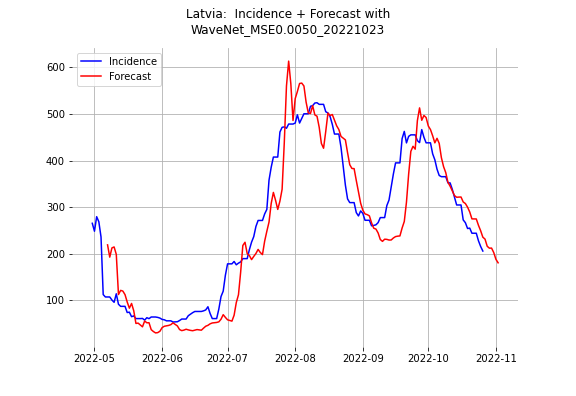 Latvia:  Incidence + Forecast with
WaveNet_MSE0.0050_20221023
Incidence
Forecast
600
500
400
300
200
100
2022-05 2022-06 2022-07 2022-08 2022-09 2022-10 2022-11